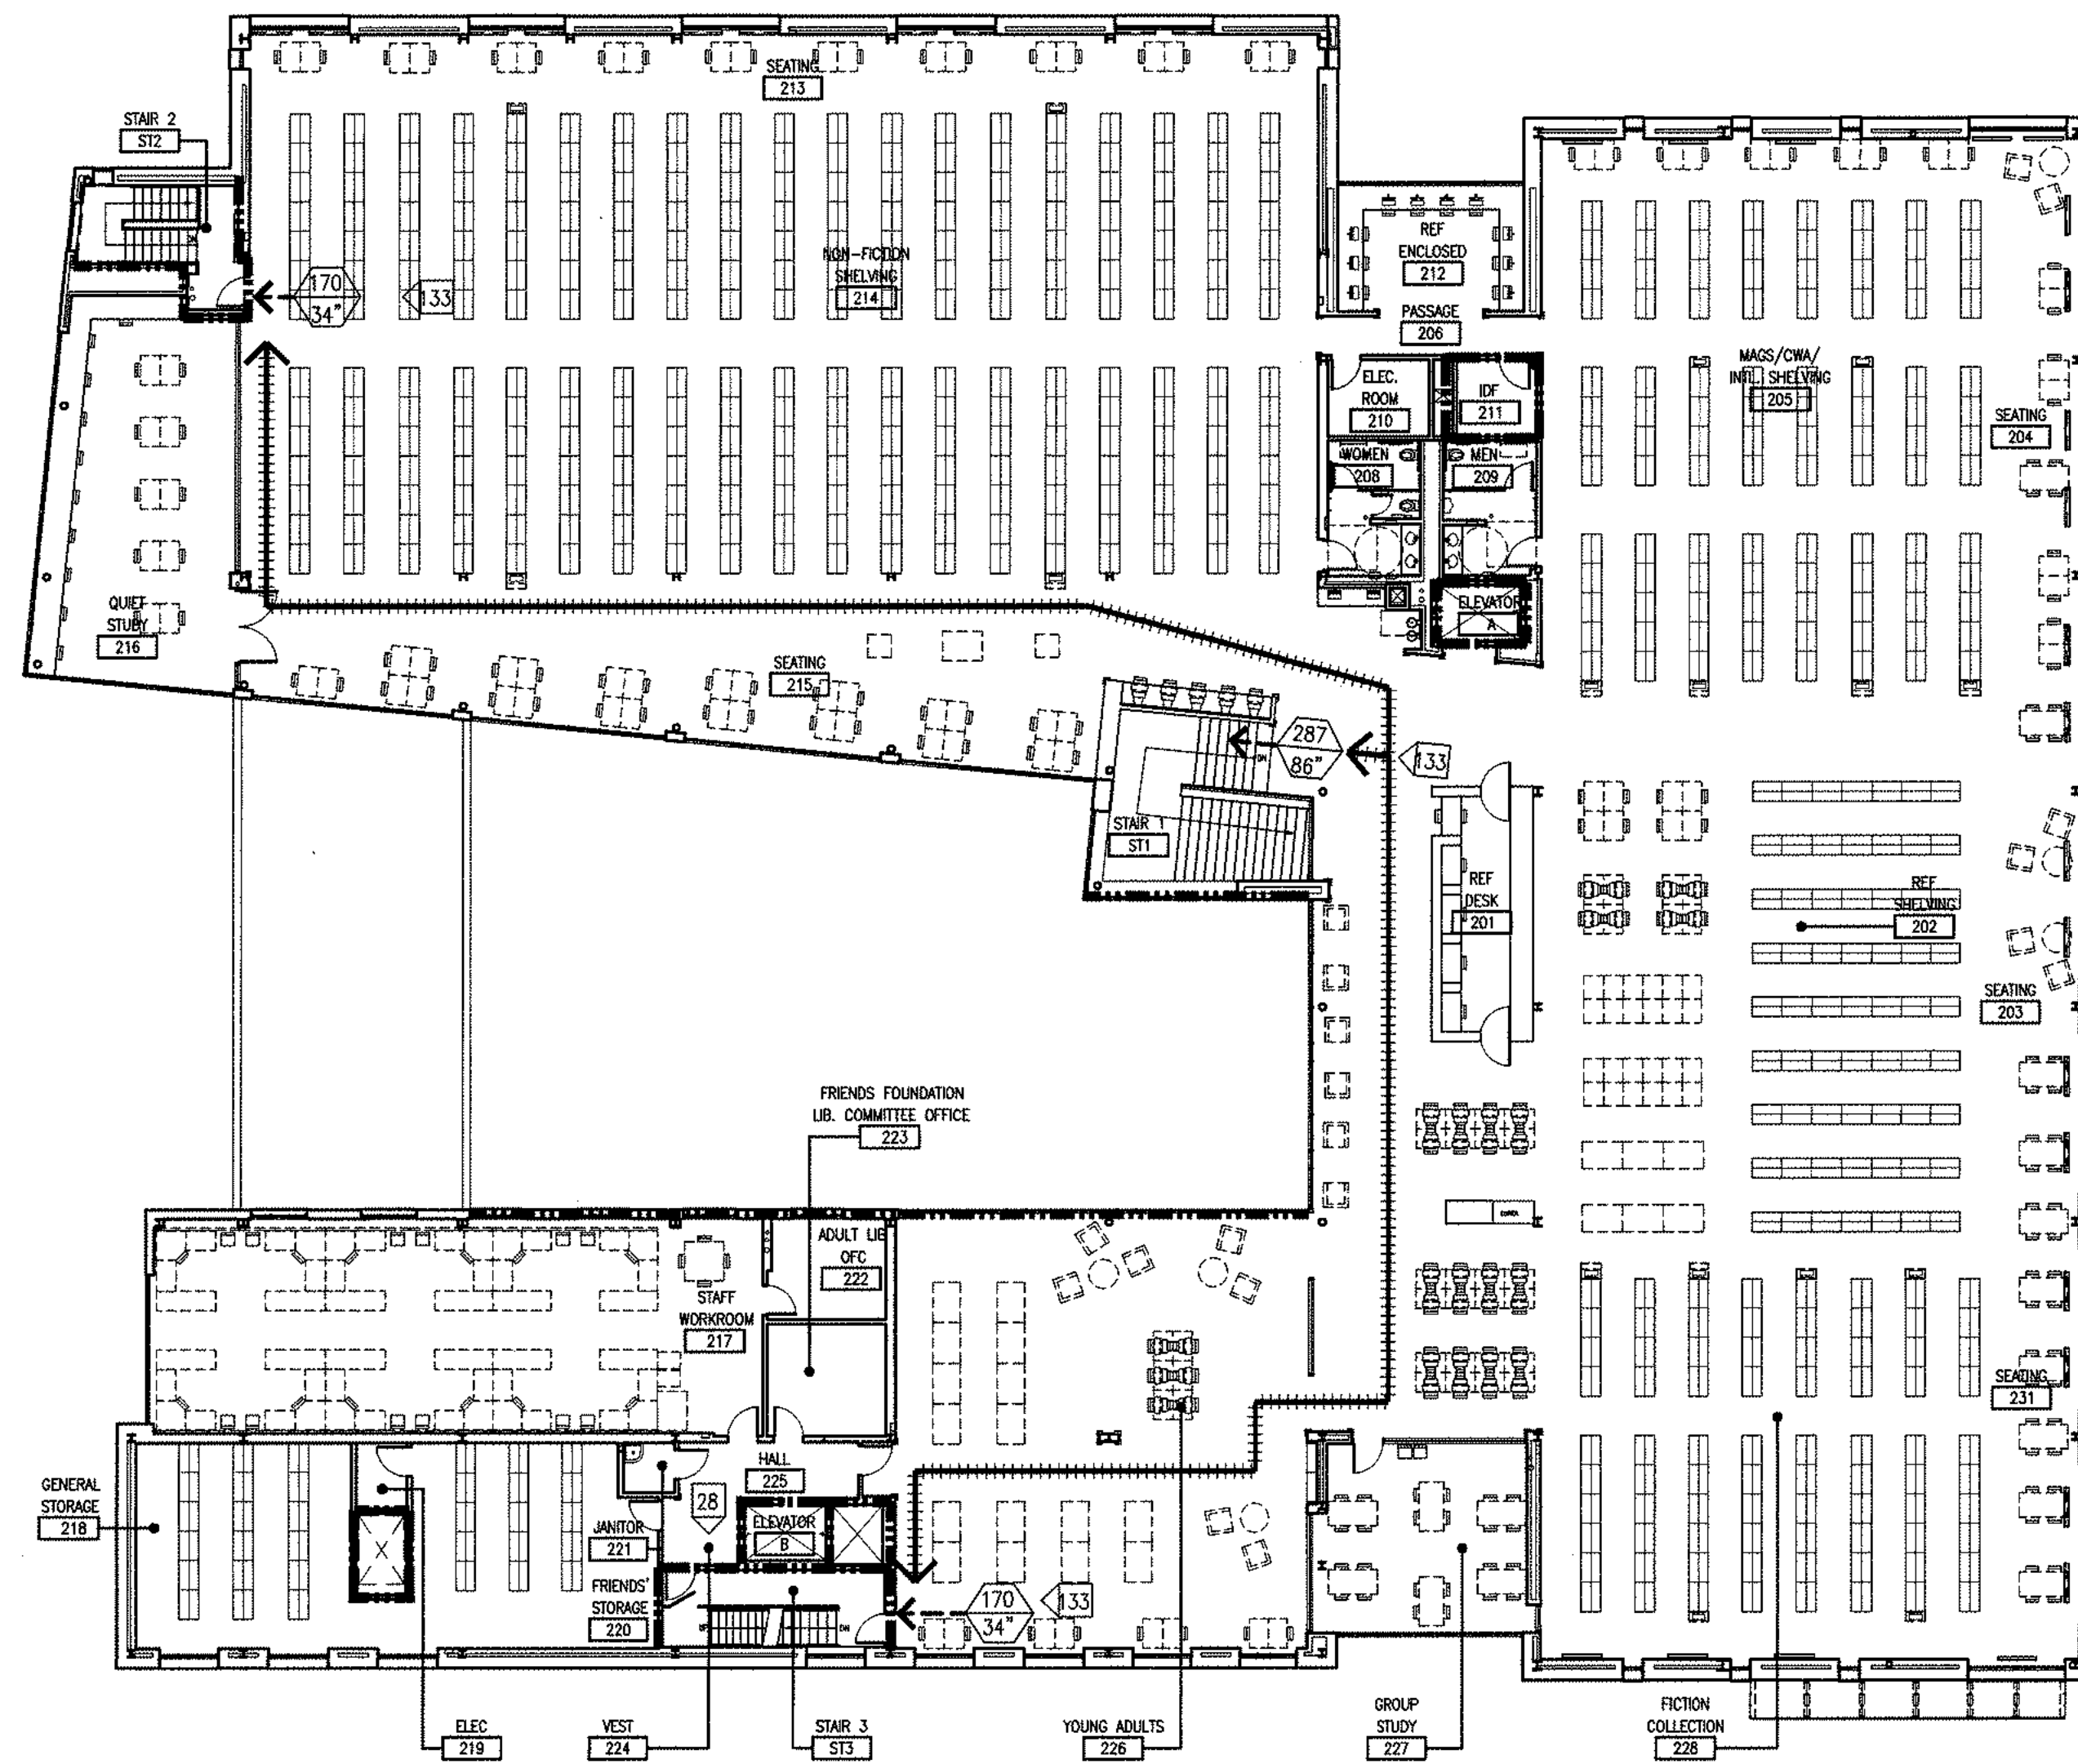 SEATING
213
STAIR 2
ST2
NON-FICTION
SHELVING
214
170
34"
133
REF
ENCLOSED
212
PASSAGE
206
MAGS/CWA/
INTL. SHELVING
205
ELEC.
ROOM
210
IDF
211
SEATING
204
WOMEN
208
MEN
209
ELEVATOR
A
QUIET
STUDY
216
SEATING
215
287
86"
133
DN
STAIR 1
ST1
REF
DESK
201
REF
SHELVING
202
SEATING
203
FRIENDS FOUNDATION
LIB. COMMITTEE OFFICE
223
ADULT LIB
OFC
222
STAFF
WORKROOM
217
SEATING
231
HALL
225
GENERAL
STORAGE
218
28
ELEVATOR
B
JANITOR
221
FRIENDS'
STORAGE
220
UP
DN
170
34"
133
ELEC
219
VEST
224
STAIR 3
ST3
YOUNG ADULTS
226
GROUP
STUDY
227
FICTION
COLLECTION
228